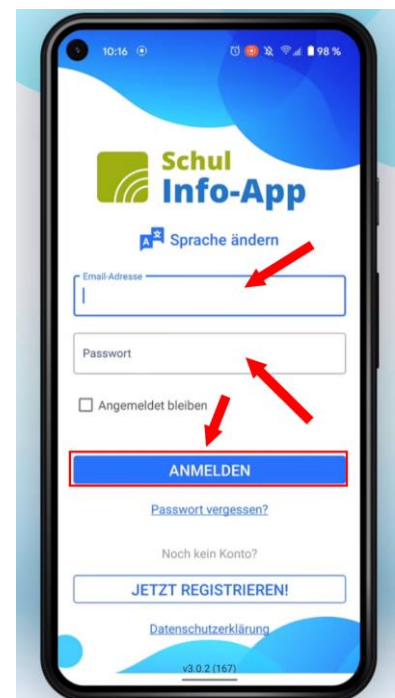 10:16 98 %
Schul
Info-App
Sprache ändern
Email-Adresse
Passwort
Angemeldet bleiben
ANMELDEN
Passwort vergessen?
Noch kein Konto?
JETZT REGISTRIEREN!
Datenschutzerklärung
v3.0.2 (167)